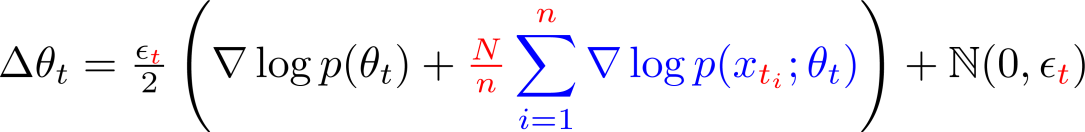 Δθ_t = ϵ_t/2 (∇ log p(θ_t) + N/n ∑_{i=1}^{n} ∇ log p(x_{t_i}; θ_t)) + ℕ(0, ϵ_t)